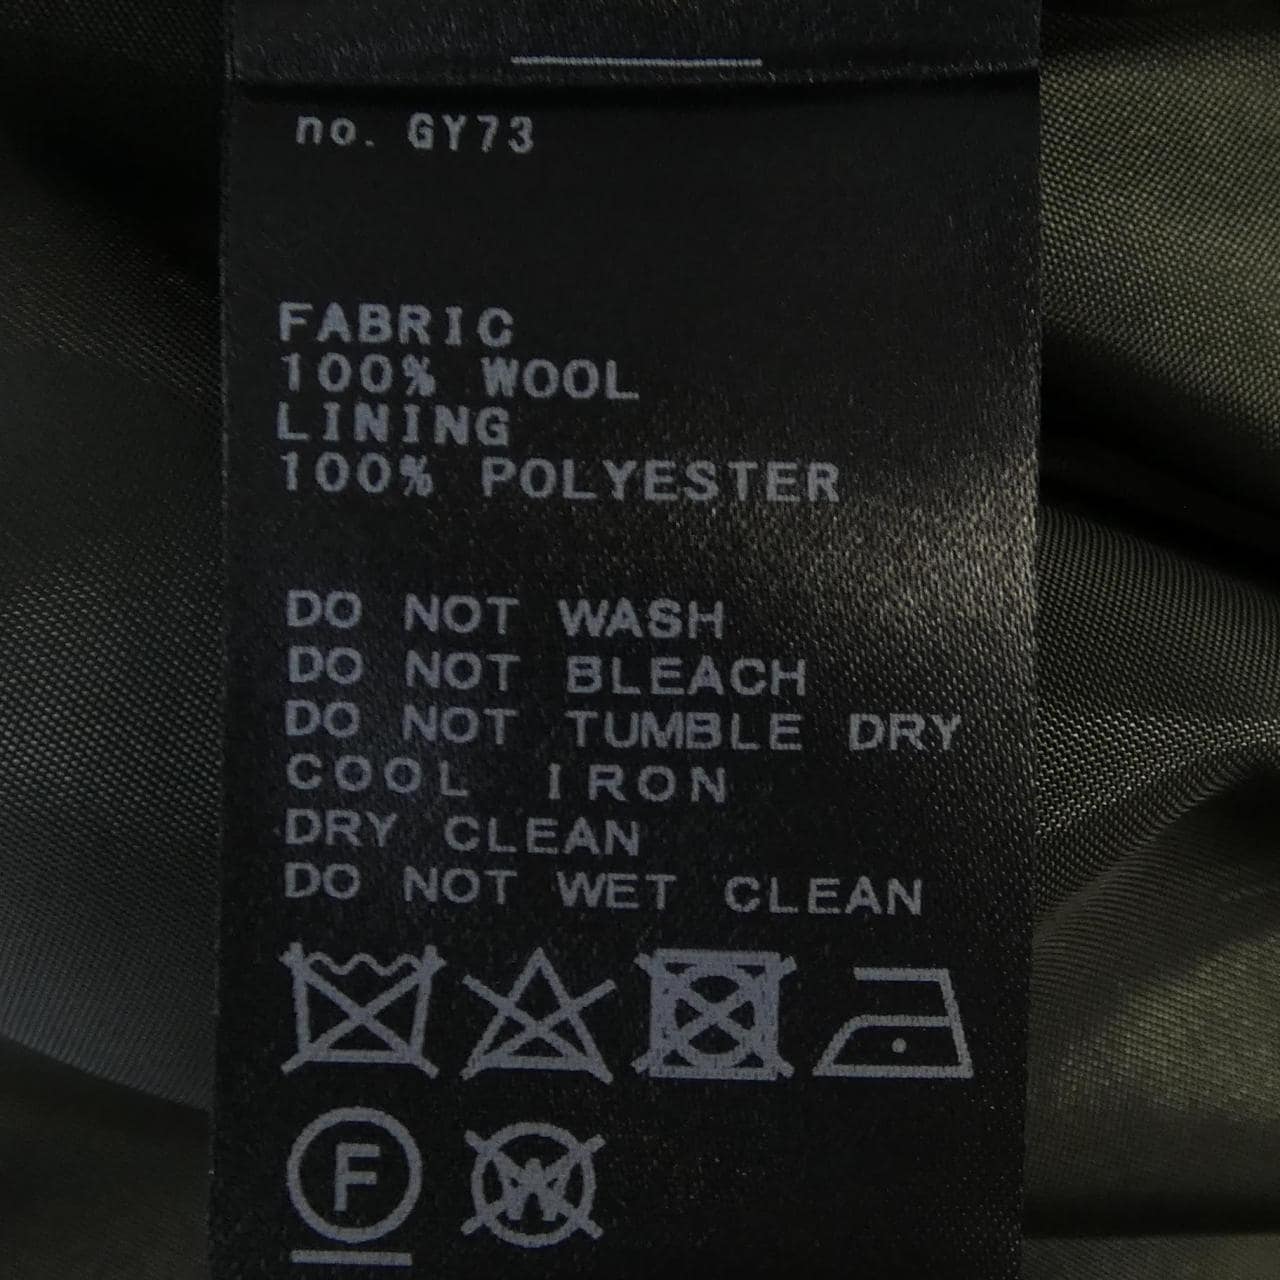 no. GY73
FABRIC
100% WOOL
LINING
100% POLYESTER
DO NOT WASH
DO NOT BLEACH
DO NOT TUMBLE DRY
COOL IRON
DRY CLEAN
DO NOT WET CLEAN
F W